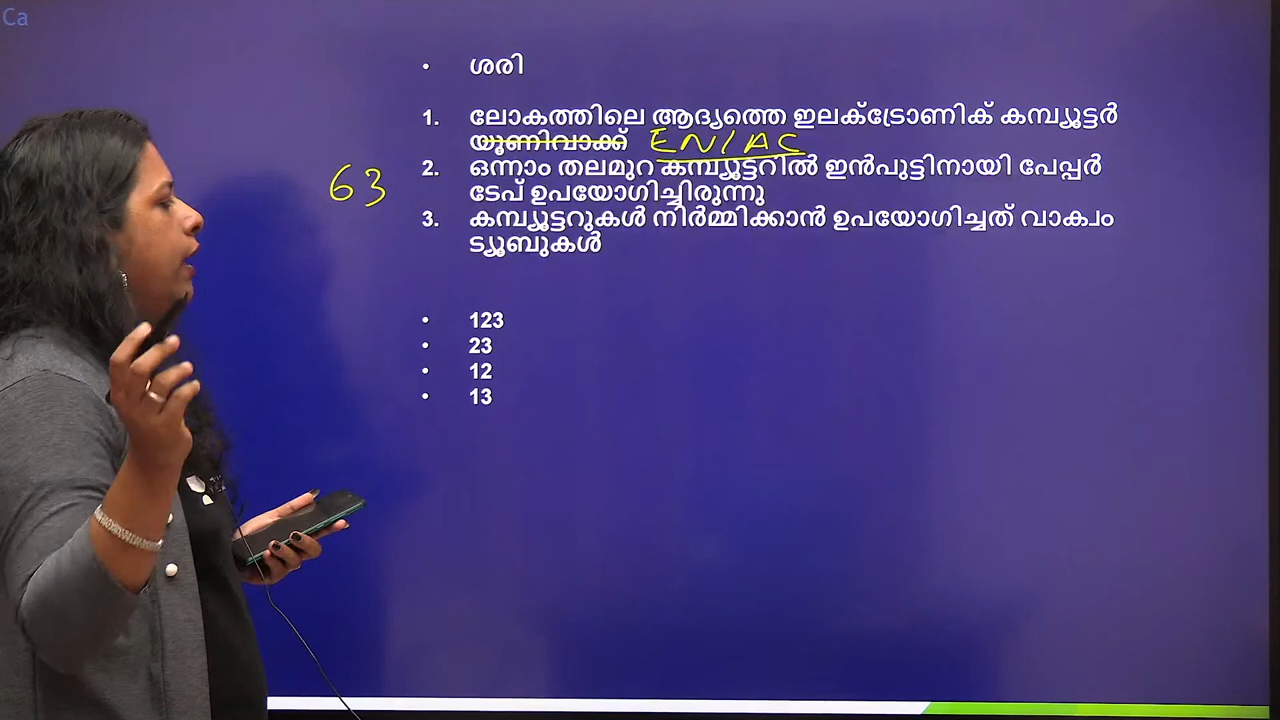 Ca
• ശരി
1. ലോകത്തിലെ ആദ്യത്തെ ഇലക്ട്രോണിക് കമ്പ്യൂട്ടർ
യൂണിവാക്ക് ENIAC
63
2. ഒന്നാം തലമുറ കമ്പ്യൂട്ടറിൽ ഇൻപുട്ടിനായി പേപ്പർ
ടേപ് ഉപയോഗിച്ചിരുന്നു
3. കമ്പ്യൂട്ടറുകൾ നിർമ്മിക്കാൻ ഉപയോഗിച്ചത് വാക്വം
ട്യൂബുകൾ
• 123
• 23
• 12
• 13